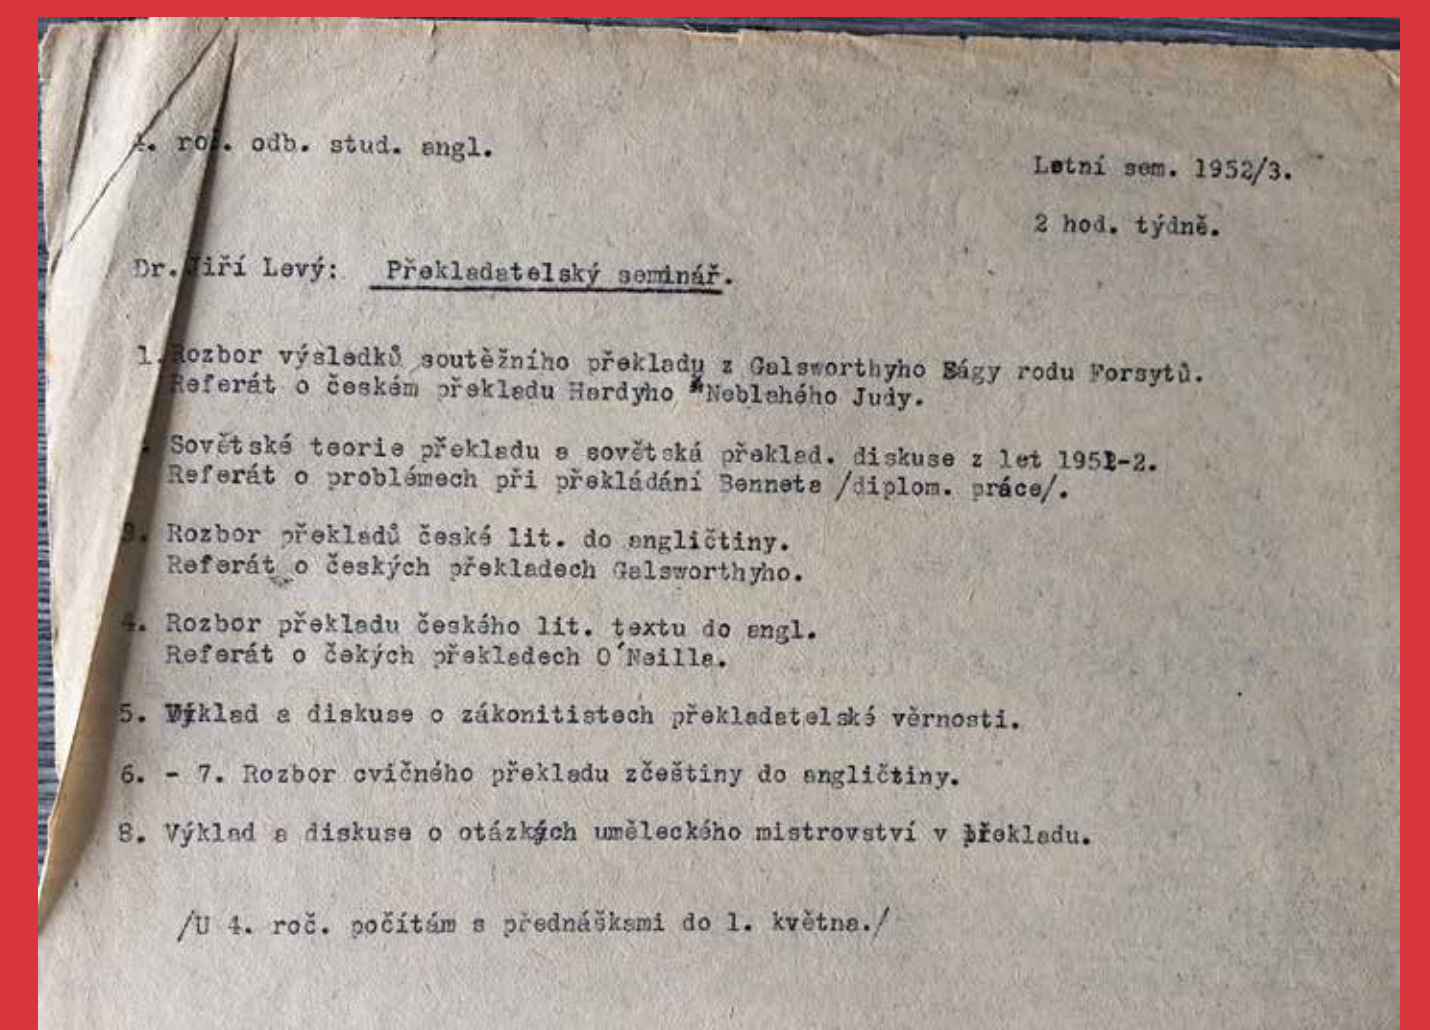 4. roč. odb. stud. angl.
Letní sem. 1952/3.
2 hod. týdně.
Dr. Jiří Levý: Překladatelský seminář.
1. Rozbor výsledků soutěžního překladu z Galsworthyho Ságy rodu Forsytů.
Referát o českém překladu Hardyho "Neblahého Judy.
Sovětské teorie překladu a sovětská překlad. diskuse z let 1951-2.
Referát o problémech při překládání Benneta /diplom. práce/.
3. Rozbor překladů české lit. do angličtiny.
Referát o českých překladech Galsworthyho.
4. Rozbor překladu českého lit. textu do angl.
Referát o čekých překladech O'Neilla.
5. Výklad a diskuse o zákonitistech překladatelské věrnosti.
6. - 7. Rozbor cvičného překladu zčeštiny do angličtiny.
8. Výklad a diskuse o otázkách uměleckého mistrovství v překladu.
/U 4. roč. počítám s přednáškami do 1. května./